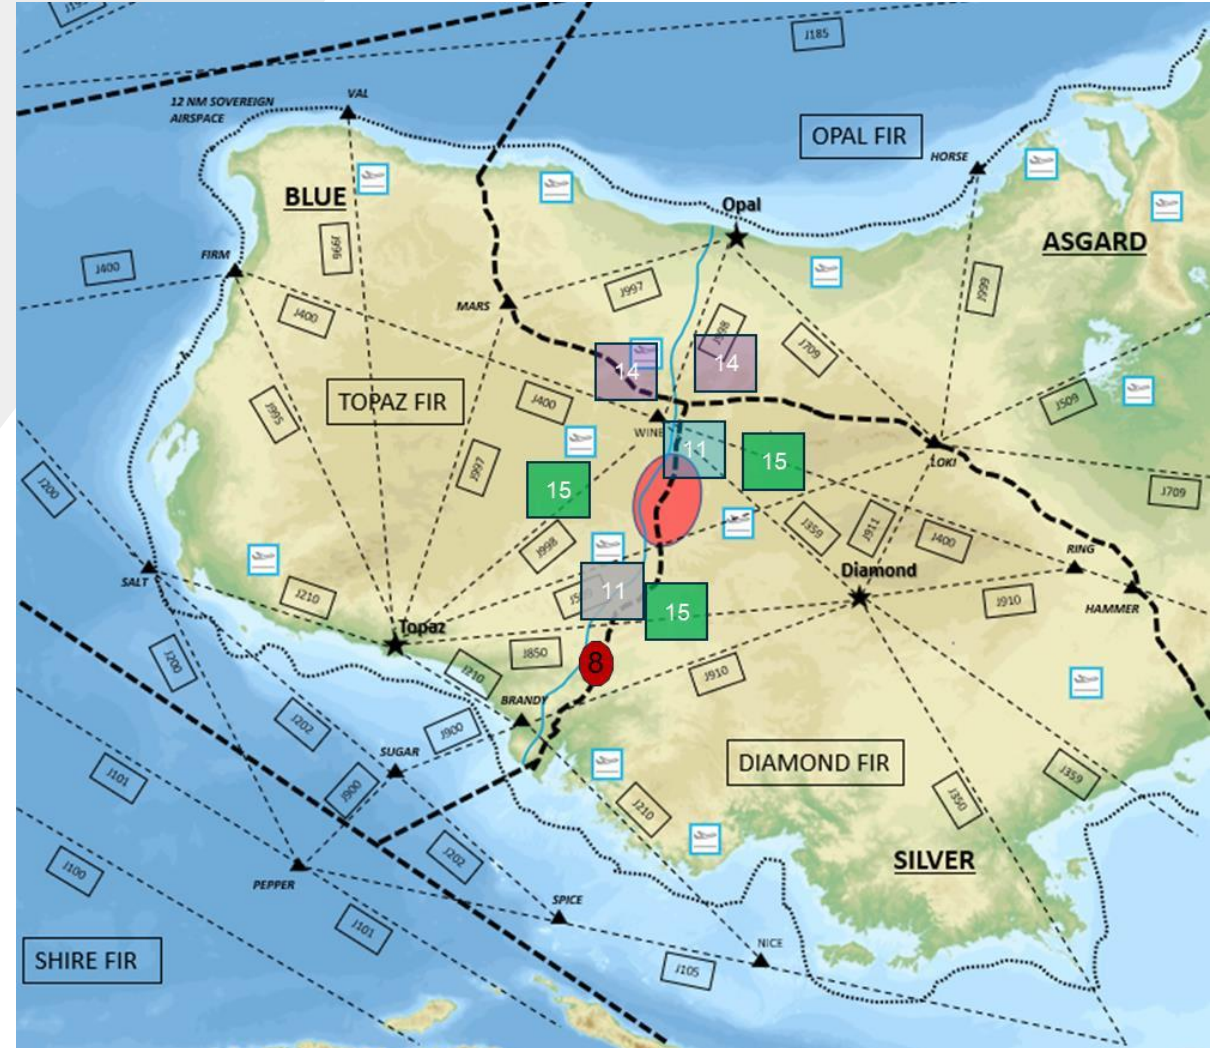 J185
12 NM SOVEREIGN
AIRSPACE
VAL
OPAL FIR
HORSE
BLUE
Opal
ASGARD
J996
FIRM
J400
J997
J999
MARS
J400
J709
14
14
TOPAZ FIR
J400
J509
J995
WINE
11
15
LOKI
J997
15
J709
J200
J998
J359
J911
J400
RING
SALT
Diamond
J210
11
15
J910
HAMMER
Topaz
J850
8
J200
J210
J910
BRANDY
J202
J900
SUGAR
DIAMOND FIR
J101
J900
J359
J210
J350
J202
SILVER
J100
PEPPER
SPICE
J101
NICE
SHIRE FIR
J105